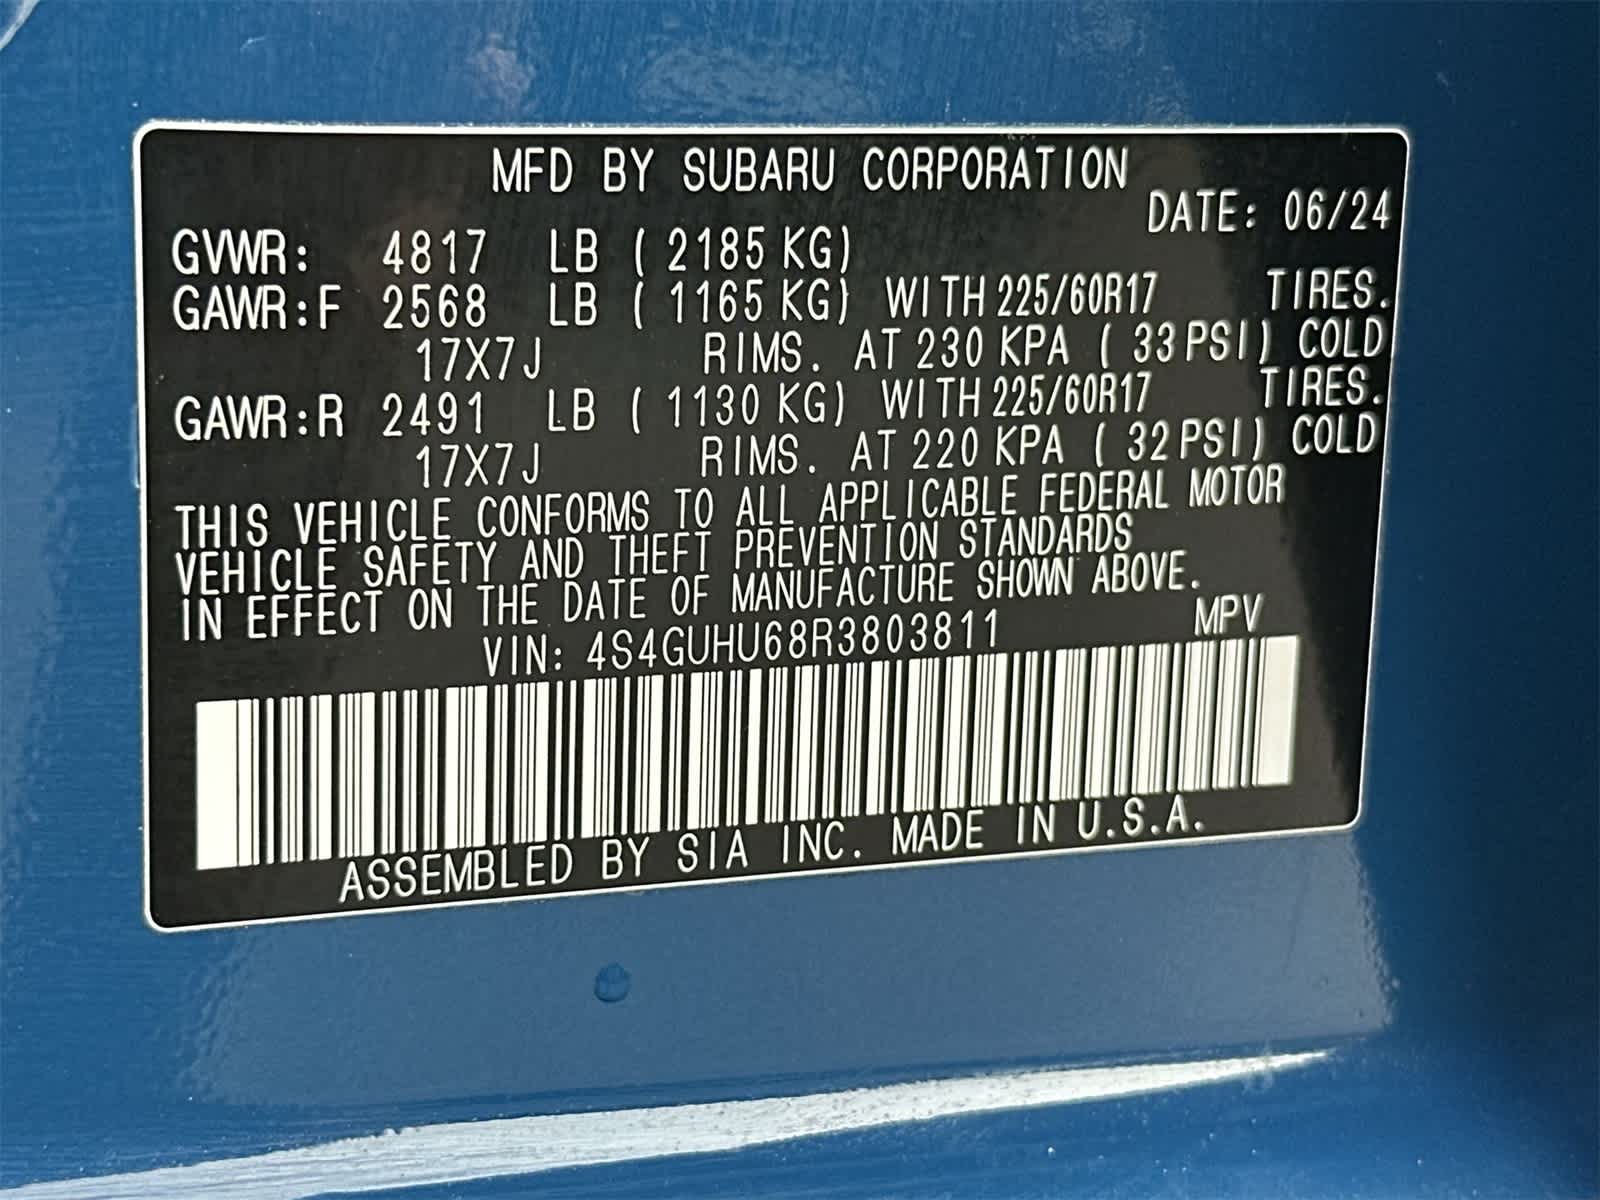 MFD BY SUBARU CORPORATION
DATE: 06/24
GVWR: 4817 LB ( 2185 KG)
GAWR:F 2568 LB ( 1165 KG) WITH 225/60R17 TIRES.
17X7J RIMS. AT 230 KPA ( 33 PSI) COLD
GAWR:R 2491 LB ( 1130 KG) WITH 225/60R17 TIRES.
17X7J RIMS. AT 220 KPA ( 32 PSI) COLD
THIS VEHICLE CONFORMS TO ALL APPLICABLE FEDERAL MOTOR
VEHICLE SAFETY AND THEFT PREVENTION STANDARDS
IN EFFECT ON THE DATE OF MANUFACTURE SHOWN ABOVE.
VIN: 4S4GUHU68R3803811 MPV
ASSEMBLED BY SIA INC. MADE IN U.S.A.